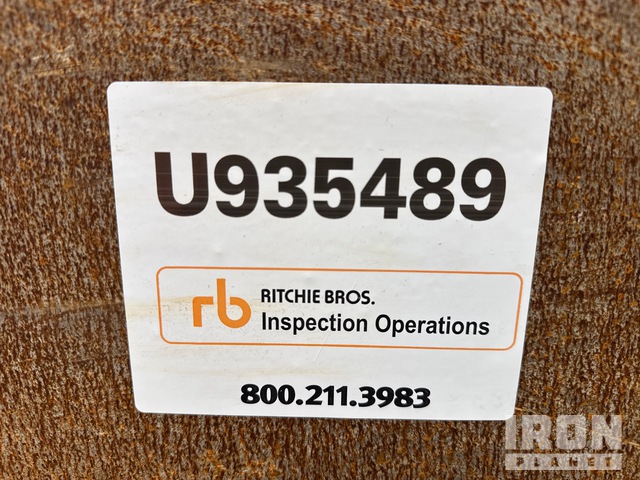 U935489
rb
RITCHIE BROS.
Inspection Operations
800.211.3983
IRON
PLANET